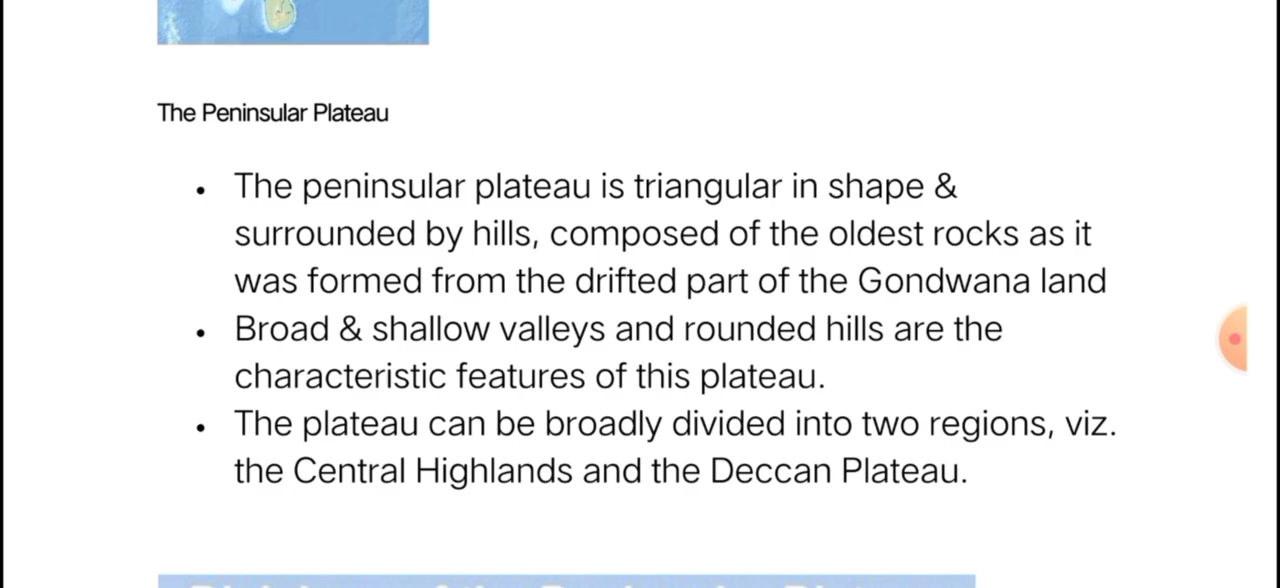 The Peninsular Plateau
• The peninsular plateau is triangular in shape &
surrounded by hills, composed of the oldest rocks as it
was formed from the drifted part of the Gondwana land
• Broad & shallow valleys and rounded hills are the
characteristic features of this plateau.
• The plateau can be broadly divided into two regions, viz.
the Central Highlands and the Deccan Plateau.